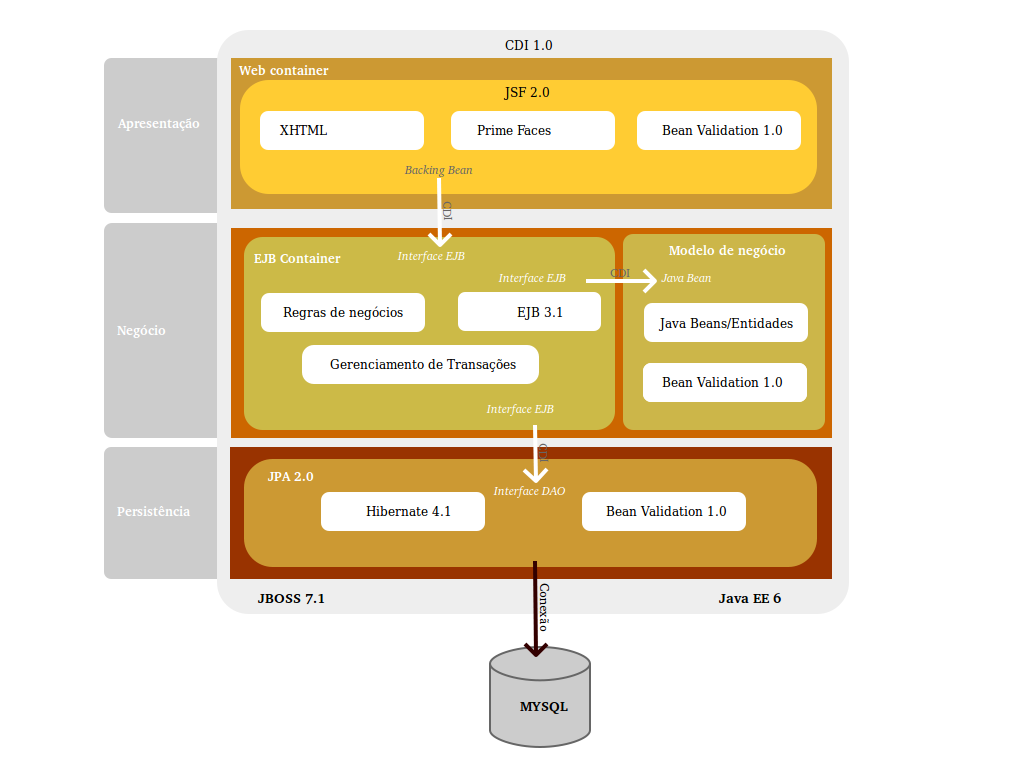 CDI 1.0
Web container
JSF 2.0
Apresentação
XHTML
Prime Faces
Bean Validation 1.0
Backing Bean
CDI
Interface EJB
EJB Container
Modelo de negócio
Interface EJB
CDI
Java Bean
Negócio
Regras de negócios
EJB 3.1
Java Beans/Entidades
Gerenciamento de Transações
Bean Validation 1.0
Interface EJB
CDI
JPA 2.0
Interface DAO
Persistência
Hibernate 4.1
Bean Validation 1.0
JBOSS 7.1
Java EE 6
Conexão
MYSQL